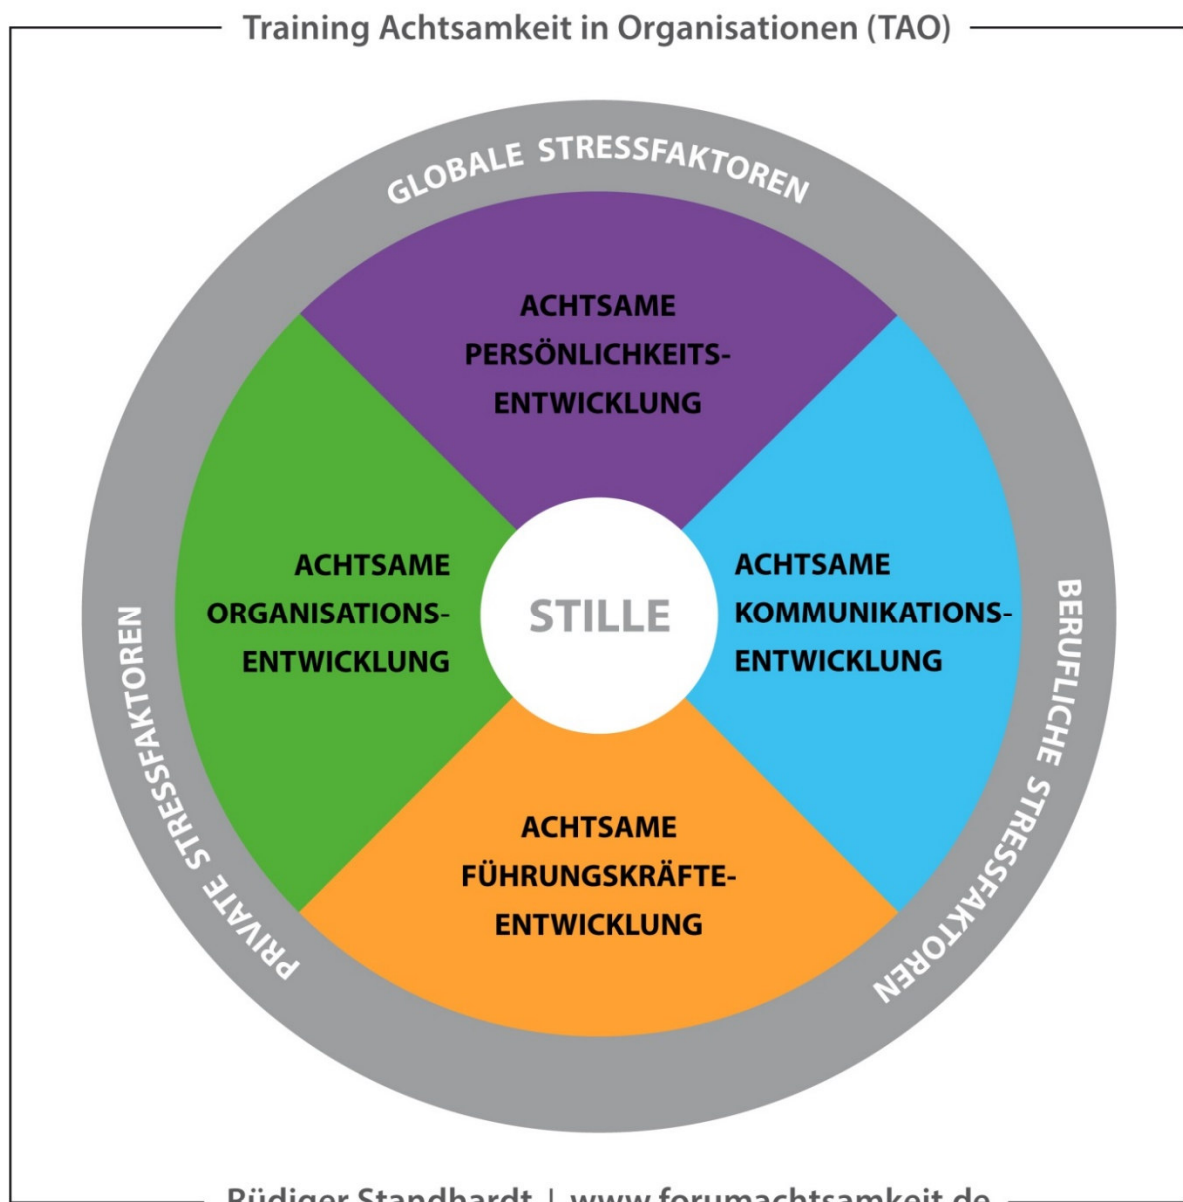 Training Achtsamkeit in Organisationen (TAO)
GLOBALE STRESSFAKTOREN
ACHTSAME
PERSÖNLICHKEITS-
ENTWICKLUNG
ACHTSAME
ORGANISATIONS-
ENTWICKLUNG
STILLE
ACHTSAME
KOMMUNIKATIONS-
ENTWICKLUNG
ACHTSAME
FÜHRUNGSKRÄFTE-
ENTWICKLUNG
PRIVATE STRESSFAKTOREN
BERUFLICHE STRESSFAKTOREN
Rüdiger Standhardt | www.forumachtsamkeit.de